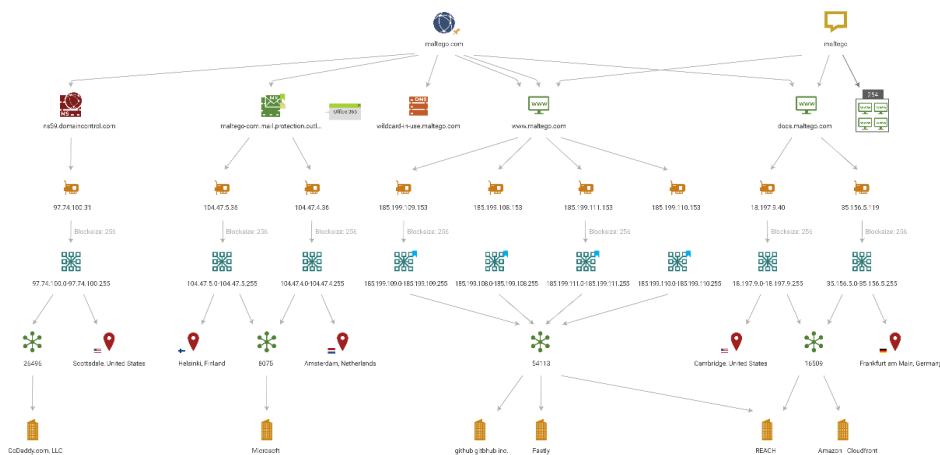 maltego.com
maltego
254
NS
MX
Office 365
DNS
WWW
WWW
ns59.domaincontrol.com
maltego-com.mail.protection.outl...
wildcard-in-use.maltego.com
www.maltego.com
docs.maltego.com
97.74.100.31
104.47.5.36
104.47.4.36
185.199.109.153
185.199.108.153
185.199.111.153
185.199.110.153
18.197.9.40
35.156.5.119
Blocksize: 256
Blocksize: 256
Blocksize: 256
Blocksize: 256
Blocksize: 256
Blocksize: 256
Blocksize: 256
97.74.100.0-97.74.100.255
104.47.5.0-104.47.5.255
104.47.4.0-104.47.4.255
185.199.109.0-185.199.109.255
185.199.108.0-185.199.108.255
185.199.111.0-185.199.111.255
185.199.110.0-185.199.110.255
18.197.9.0-18.197.9.255
35.156.5.0-35.156.5.255
26496
Scottsdale, United States
Helsinki, Finland
8075
Amsterdam, Netherlands
54113
Cambridge, United States
16509
Frankfurt am Main, German
GoDaddy.com, LLC
Microsoft
github gitbhub inc.
Fastly
REACH
Amazon Cloudfront